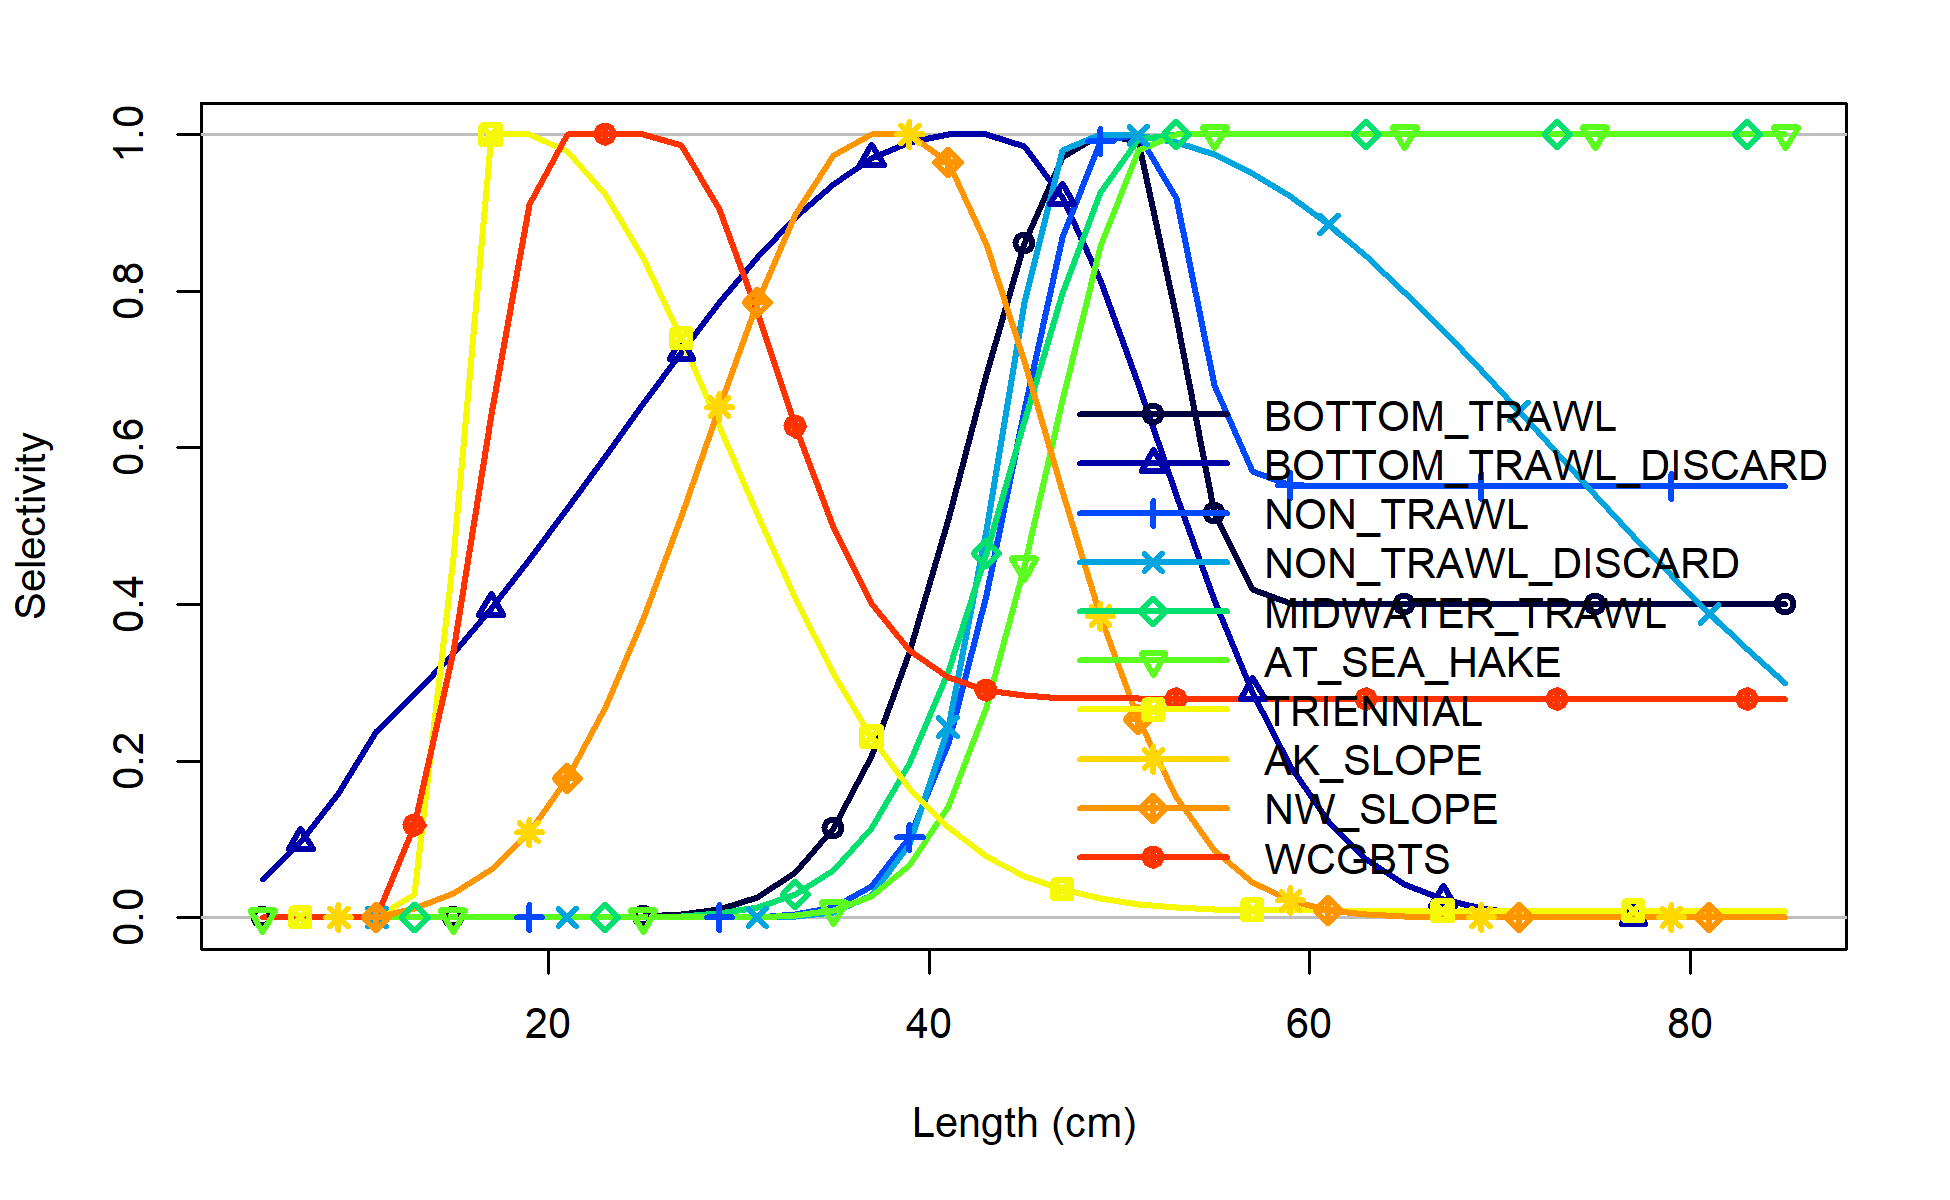 1.0
0.8
0.6
0.4
0.2
0.0
Selectivity
BOTTOM_TRAWL
BOTTOM_TRAWL_DISCARD
NON_TRAWL
NON_TRAWL_DISCARD
MIDWATER_TRAWL
AT_SEA_HAKE
TRIENNIAL
AK_SLOPE
NW_SLOPE
WCGBTS
20 40 60 80
Length (cm)